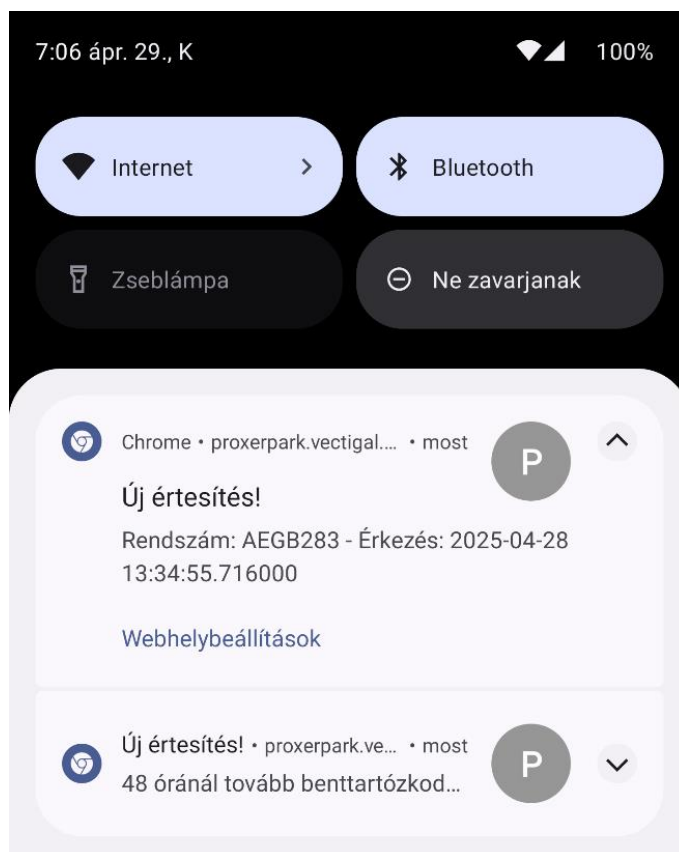 7:06 ápr. 29., K 100%
Internet
Bluetooth
Zseblámpa
Ne zavarjanak
Chrome • proxerpark.vectigal.... • most
P
Új értesítés!
Rendszám: AEGB283 - Érkezés: 2025-04-28
13:34:55.716000
Webhelybeállítások
Új értesítés! • proxerpark.ve... • most
P
48 óránál tovább benttartózkod...